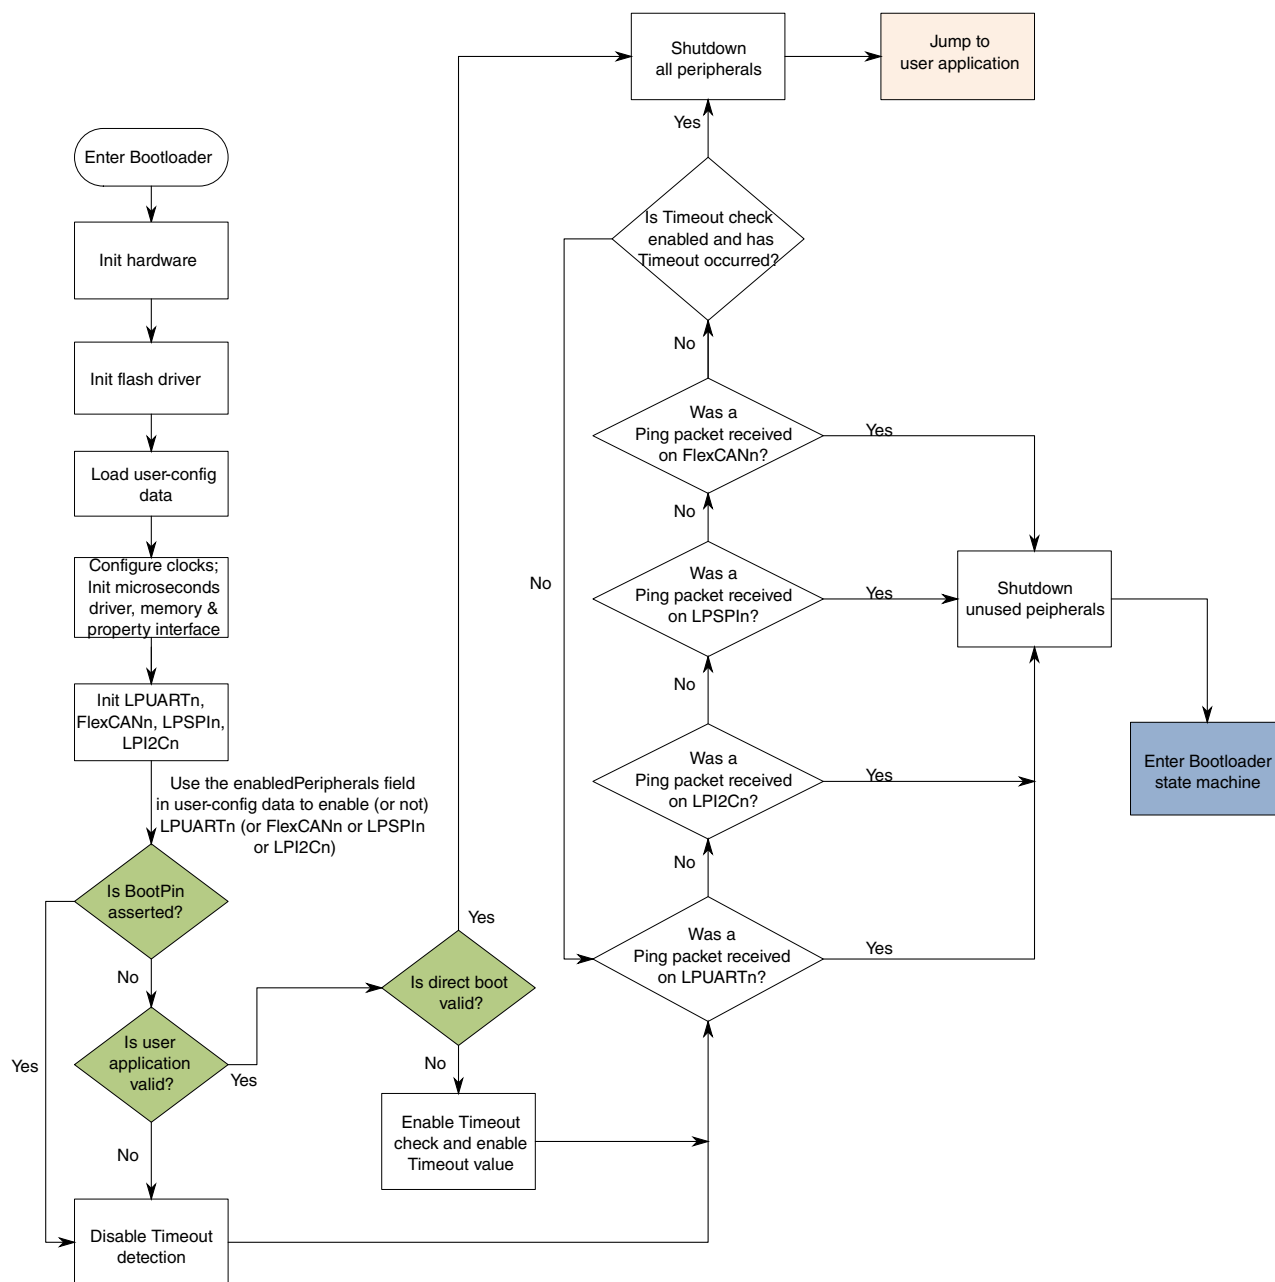 Enter Bootloader
Init hardware
Init flash driver
Load user-config
data
Configure clocks;
Init microseconds
driver, memory &
property interface
Init LPUARTn,
FlexCANn, LPSPIn,
LPI2Cn
Use the enabledPeripherals field
in user-config data to enable (or not)
LPUARTn (or FlexCANn or LPSPIn
or LPI2Cn)
Is BootPin
asserted?
No
Yes
Is user
application
valid?
Yes
No
Disable Timeout
detection
Is direct boot
valid?
Yes
No
Enable Timeout
check and enable
Timeout value
Shutdown
all peripherals
Jump to
user application
Yes
Is Timeout check
enabled and has
Timeout occurred?
No
No
Was a
Ping packet received
on FlexCANn?
Yes
No
Was a
Ping packet received
on LPSPIn?
Yes
No
Was a
Ping packet received
on LPI2Cn?
Yes
No
Was a
Ping packet received
on LPUARTn?
Yes
Shutdown
unused peipherals
Enter Bootloader
state machine